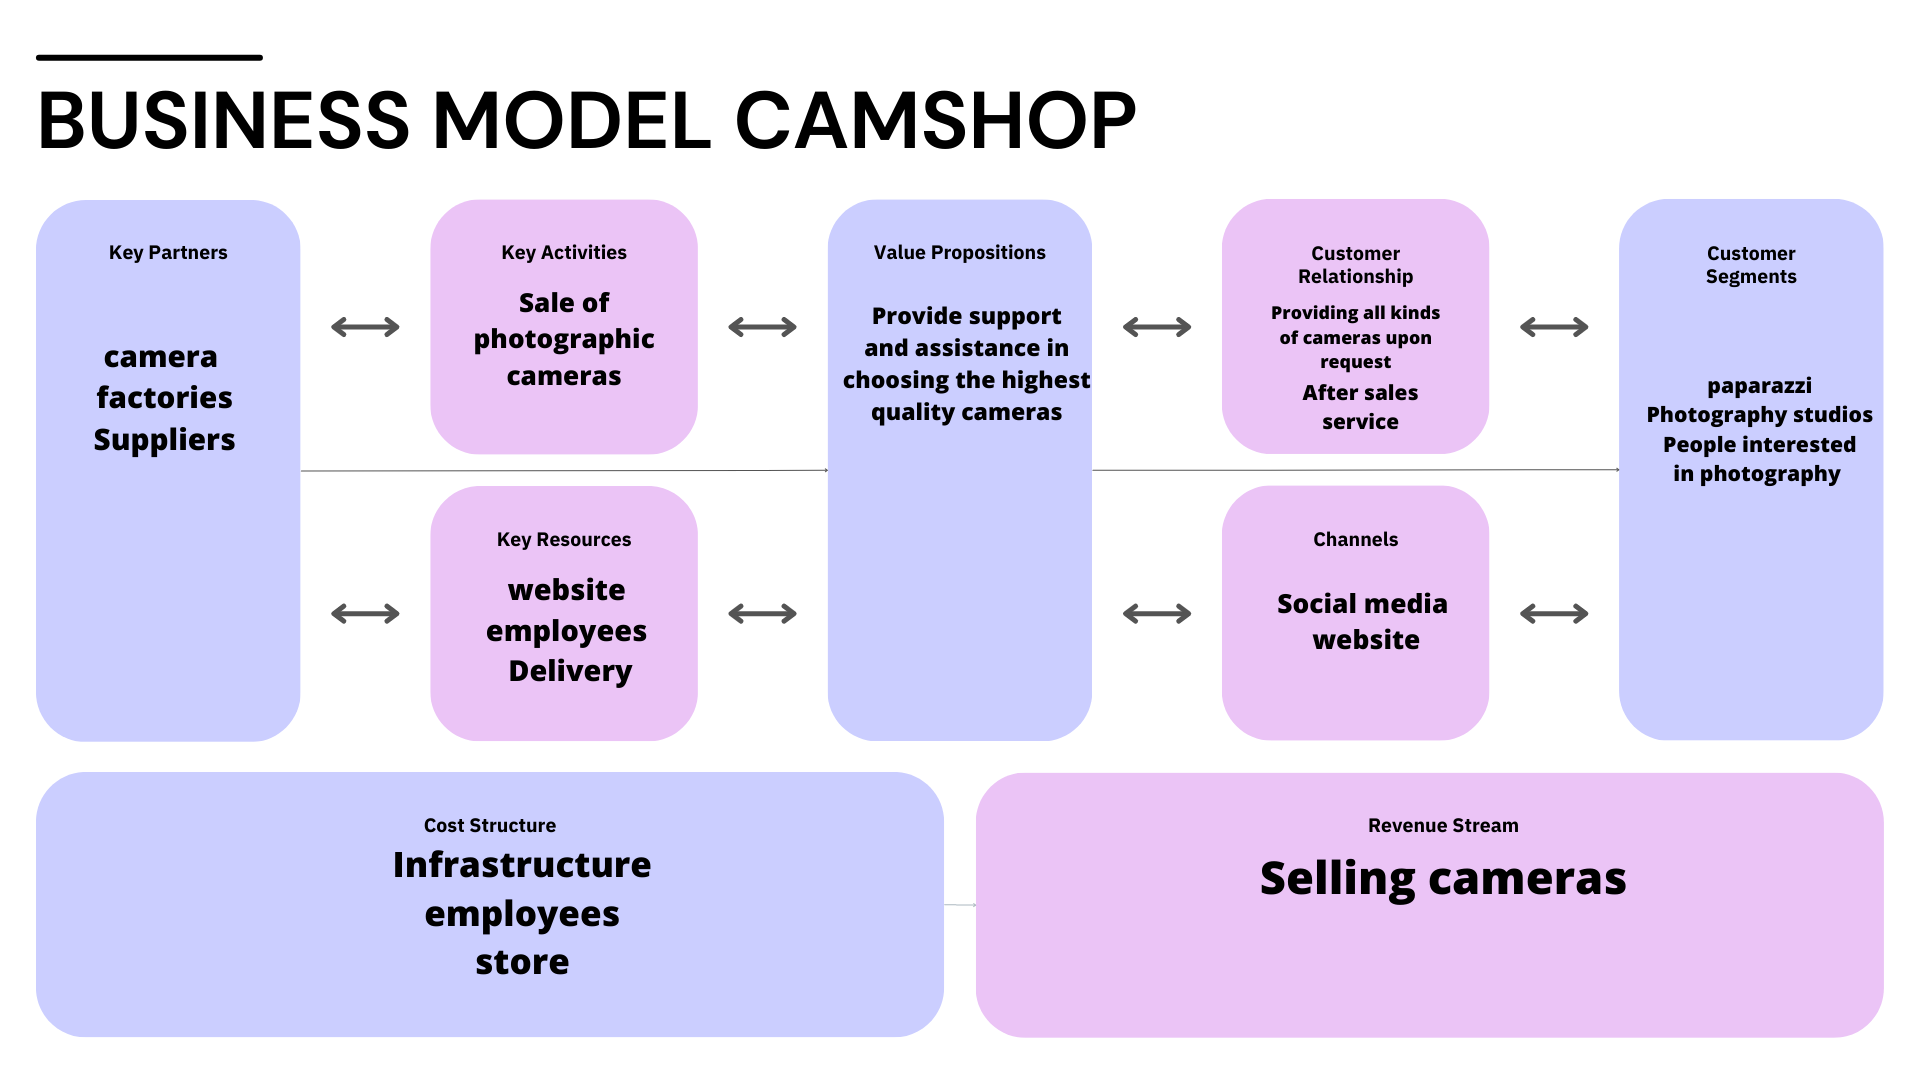 BUSINESS MODEL CAMSHOP
Key Partners
camera
factories
Suppliers
Key Activities
Sale of
photographic
cameras
Key Resources
website
employees
Delivery
Value Propositions
Provide support
and assistance in
choosing the highest
quality cameras
Customer
Relationship
Providing all kinds
of cameras upon
request
After sales
service
Channels
Social media
website
Customer
Segments
paparazzi
Photography studios
People interested
in photography
Cost Structure
Infrastructure
employees
store
Revenue Stream
Selling cameras